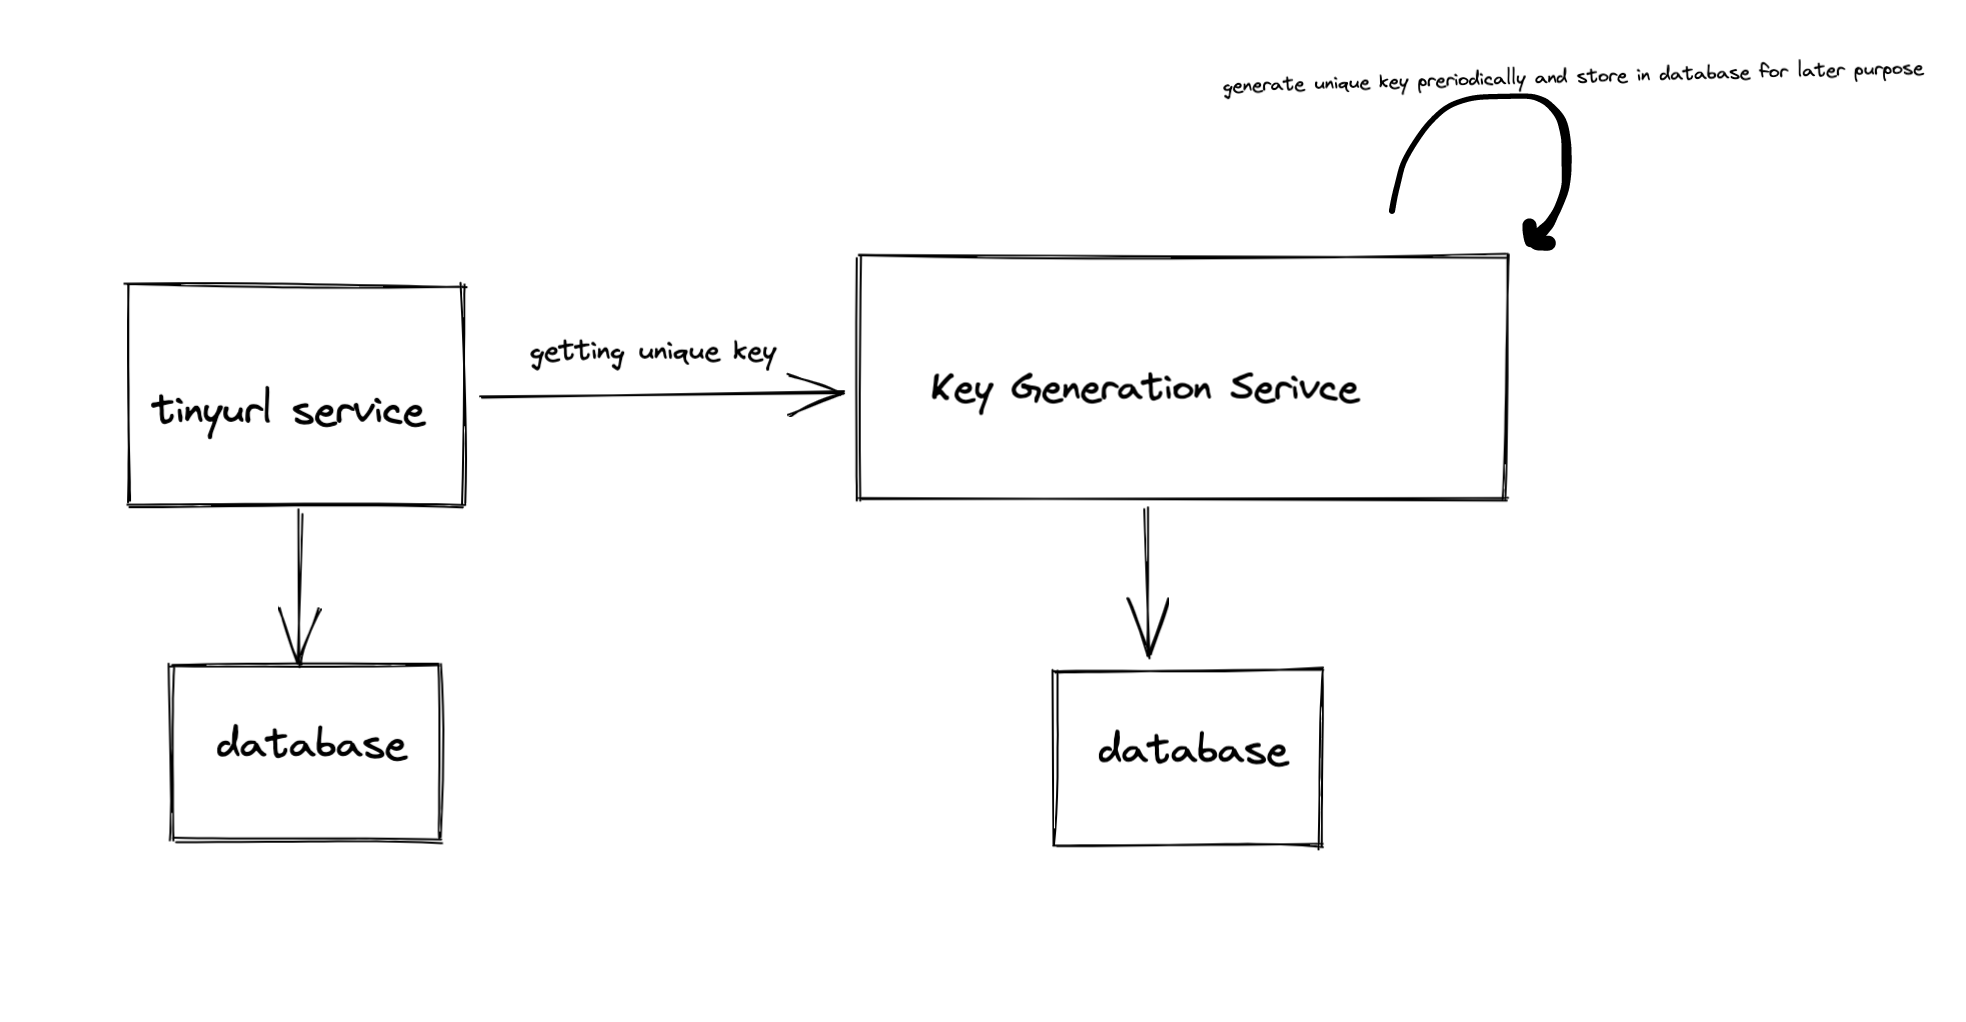 generate unique key preriodically and store in database for later purpose
getting unique key
tinyurl service
Key Generation Serivce
database
database